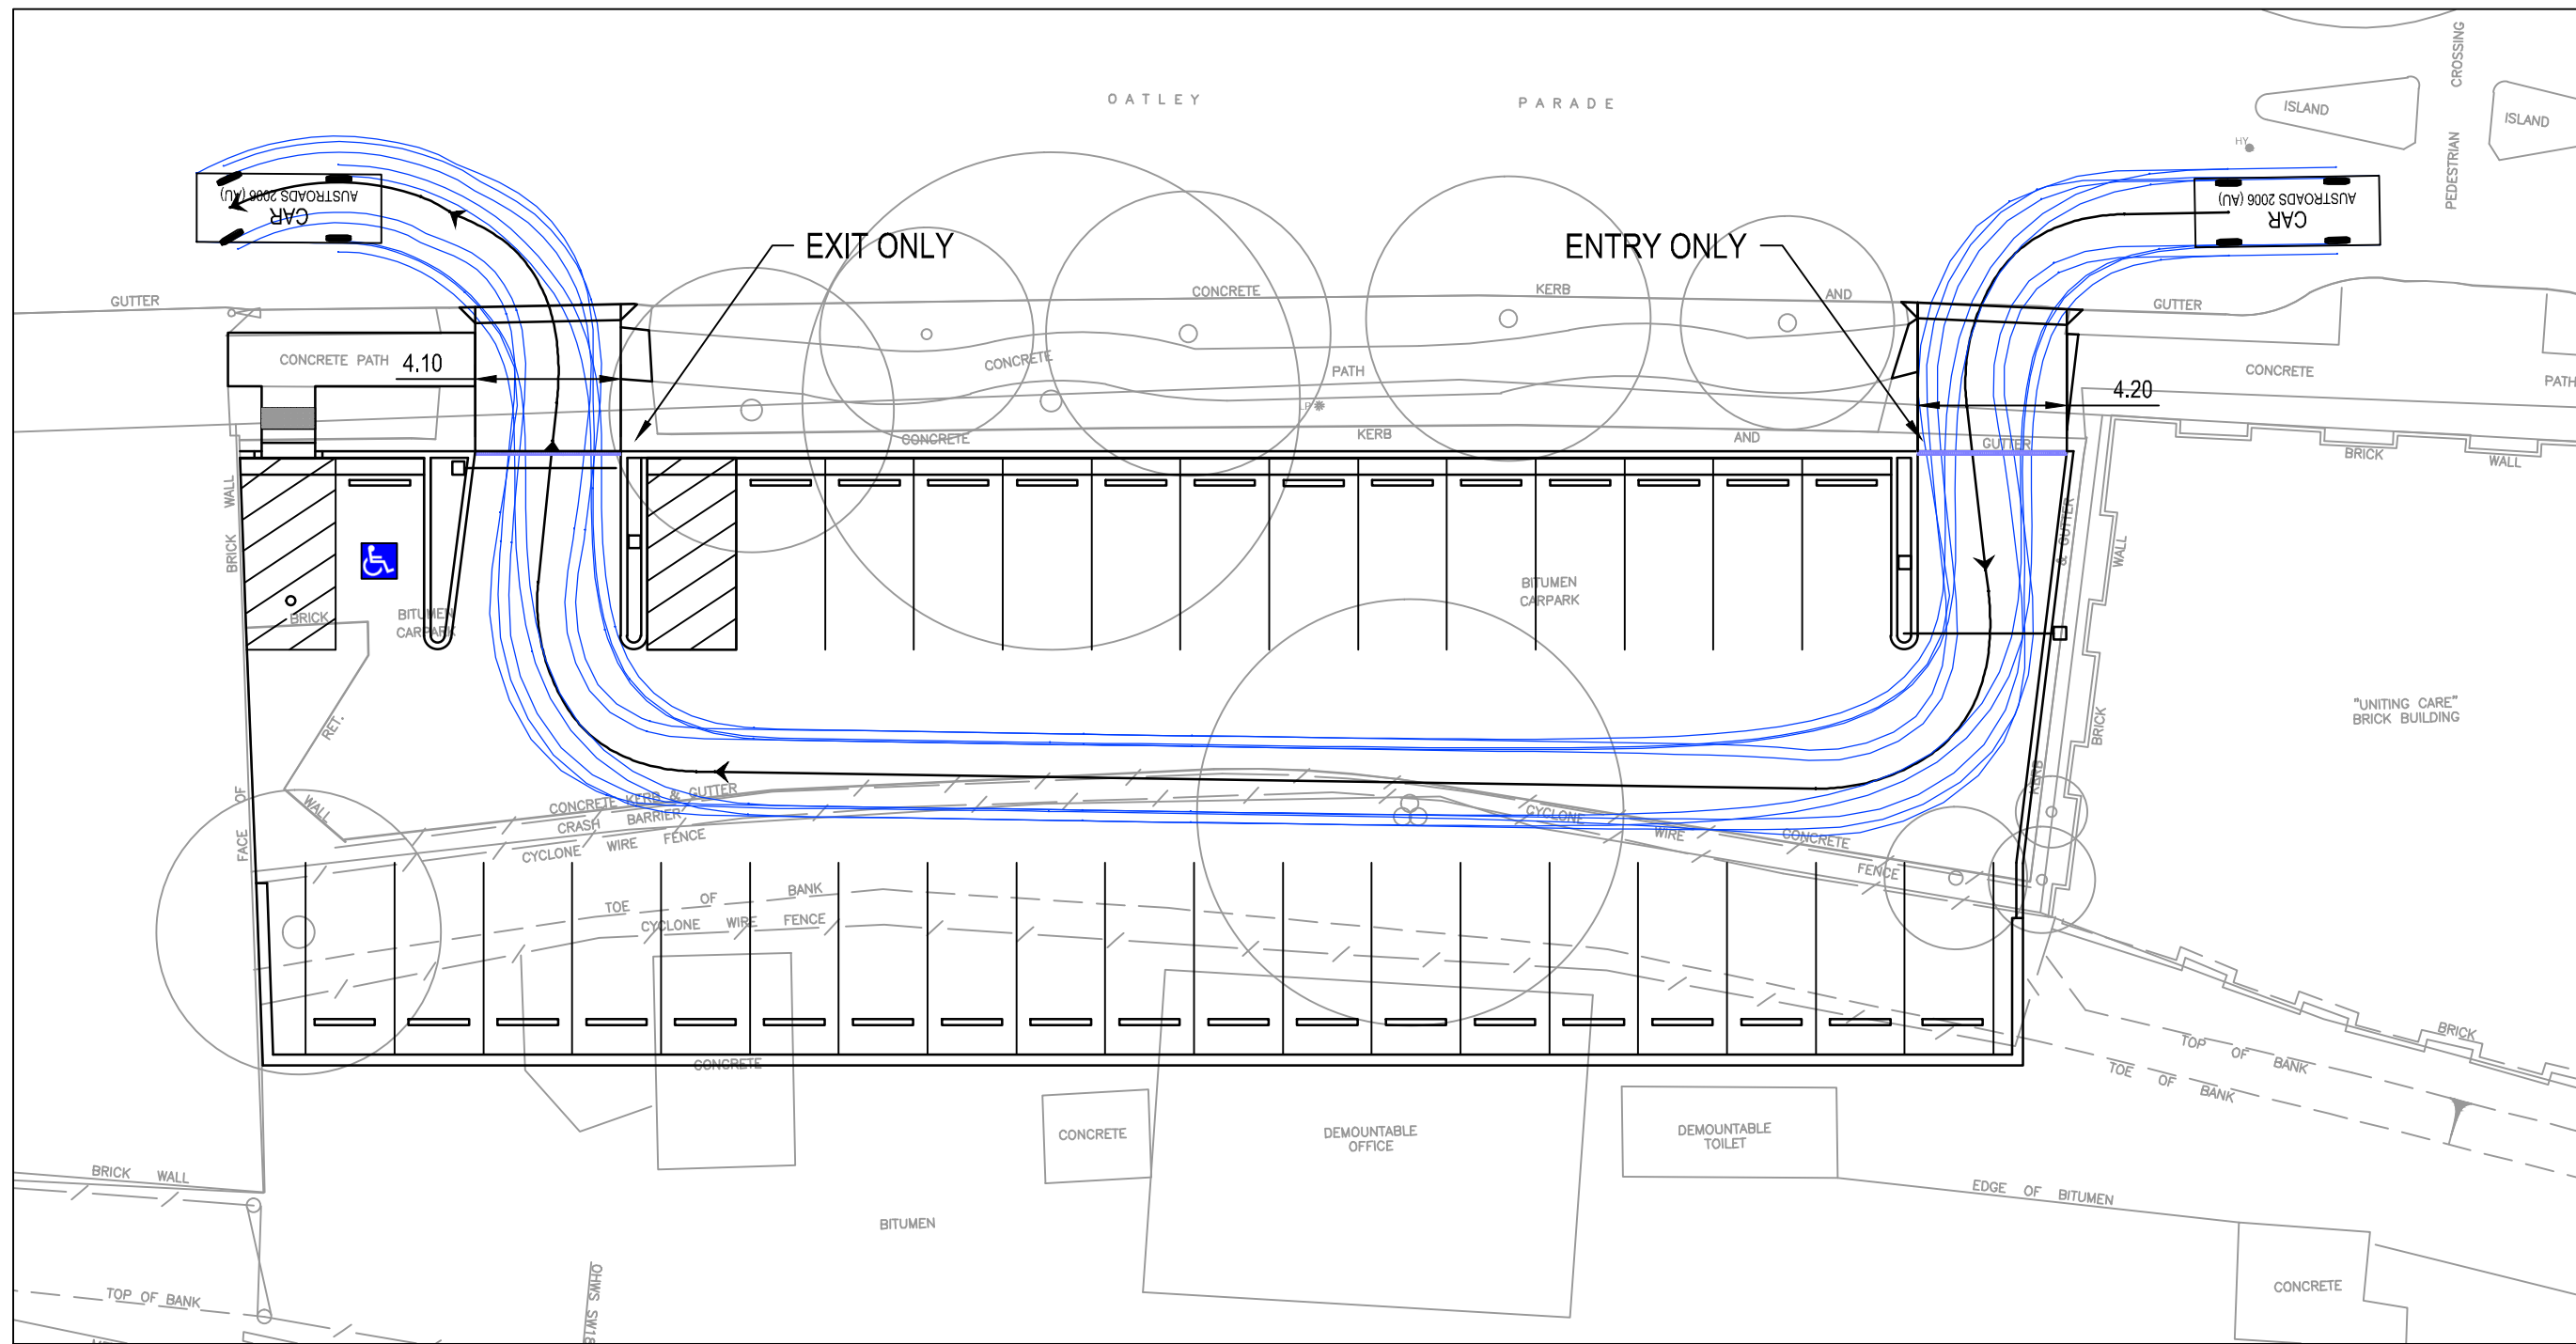 CROSSING
PEDESTRIAN
OATLEY PARADE
ISLAND
ISLAND
HY
CAR
AUSTROADS 2006 (AU)
CAR
AUSTROADS 2006 (AU)
EXIT ONLY
ENTRY ONLY
GUTTER
CONCRETE KERB AND
GUTTER
CONCRETE PATH
4.10
CONCRETE
PATH
CONCRETE
PATH
4.20
LP
CONCRETE KERB AND
GUTTER
BRICK WALL
BRICK WALL
& GUTTER
KERB
WALL
BRICK
BITUMEN
CARPARK
BITUMEN
CARPARK
BRICK
RET.
WALL
FACE OF
"UNITING CARE"
BRICK BUILDING
CONCRETE KERB & GUTTER
CRASH BARRIER
CYCLONE WIRE FENCE
CYCLONE WIRE
CONCRETE
FENCE
TOE OF BANK
CYCLONE WIRE FENCE
CONCRETE
BRICK
TOP OF BANK
TOE OF BANK
CONCRETE
DEMOUNTABLE
OFFICE
DEMOUNTABLE
TOILET
BRICK WALL
EDGE OF BITUMEN
BITUMEN
TOP OF BANK
CONCRETE